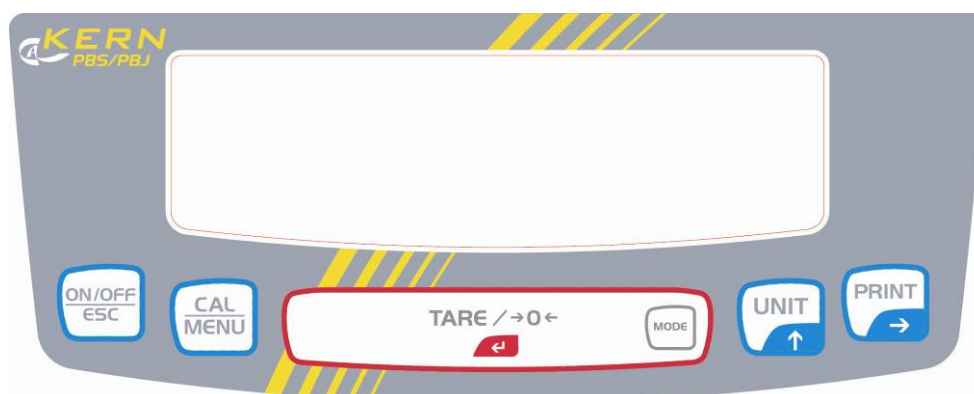 KERN
PBS/PBJ
ON/OFF
ESC
CAL
MENU
TARE / →0←
MODE
UNIT
PRINT